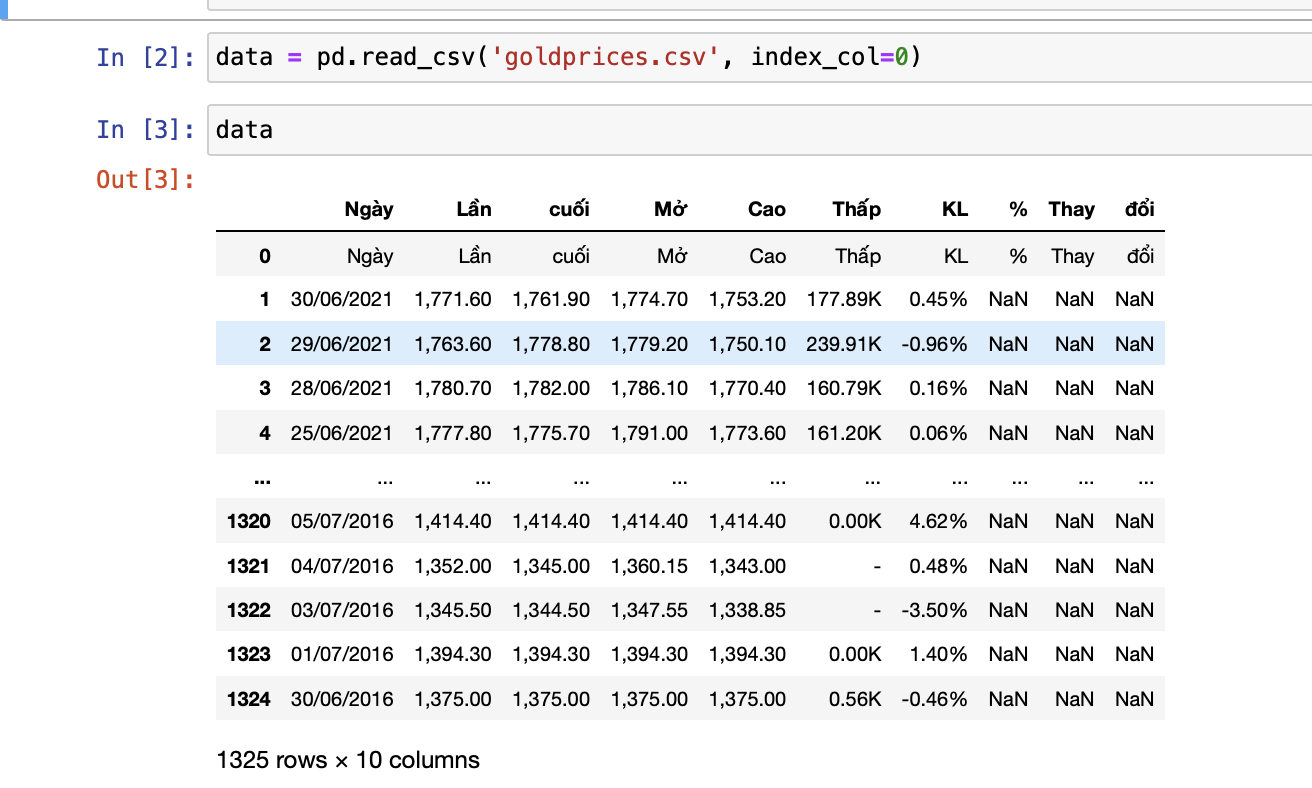 In [2]: data = pd.read_csv('goldprices.csv', index_col=0)
In [3]: data
Out[3]:
Ngày Lần cuối Mở Cao Thấp KL % Thay đổi
0 Ngày Lần cuối Mở Cao Thấp KL % Thay đổi
1 30/06/2021 1,771.60 1,761.90 1,774.70 1,753.20 177.89K 0.45% NaN NaN NaN
2 29/06/2021 1,763.60 1,778.80 1,779.20 1,750.10 239.91K -0.96% NaN NaN NaN
3 28/06/2021 1,780.70 1,782.00 1,786.10 1,770.40 160.79K 0.16% NaN NaN NaN
4 25/06/2021 1,777.80 1,775.70 1,791.00 1,773.60 161.20K 0.06% NaN NaN NaN
... ... ... ... ... ... ... ... ... ... ...
1320 05/07/2016 1,414.40 1,414.40 1,414.40 1,414.40 0.00K 4.62% NaN NaN NaN
1321 04/07/2016 1,352.00 1,345.00 1,360.15 1,343.00 - 0.48% NaN NaN NaN
1322 03/07/2016 1,345.50 1,344.50 1,347.55 1,338.85 - -3.50% NaN NaN NaN
1323 01/07/2016 1,394.30 1,394.30 1,394.30 1,394.30 0.00K 1.40% NaN NaN NaN
1324 30/06/2016 1,375.00 1,375.00 1,375.00 1,375.00 0.56K -0.46% NaN NaN NaN
1325 rows × 10 columns